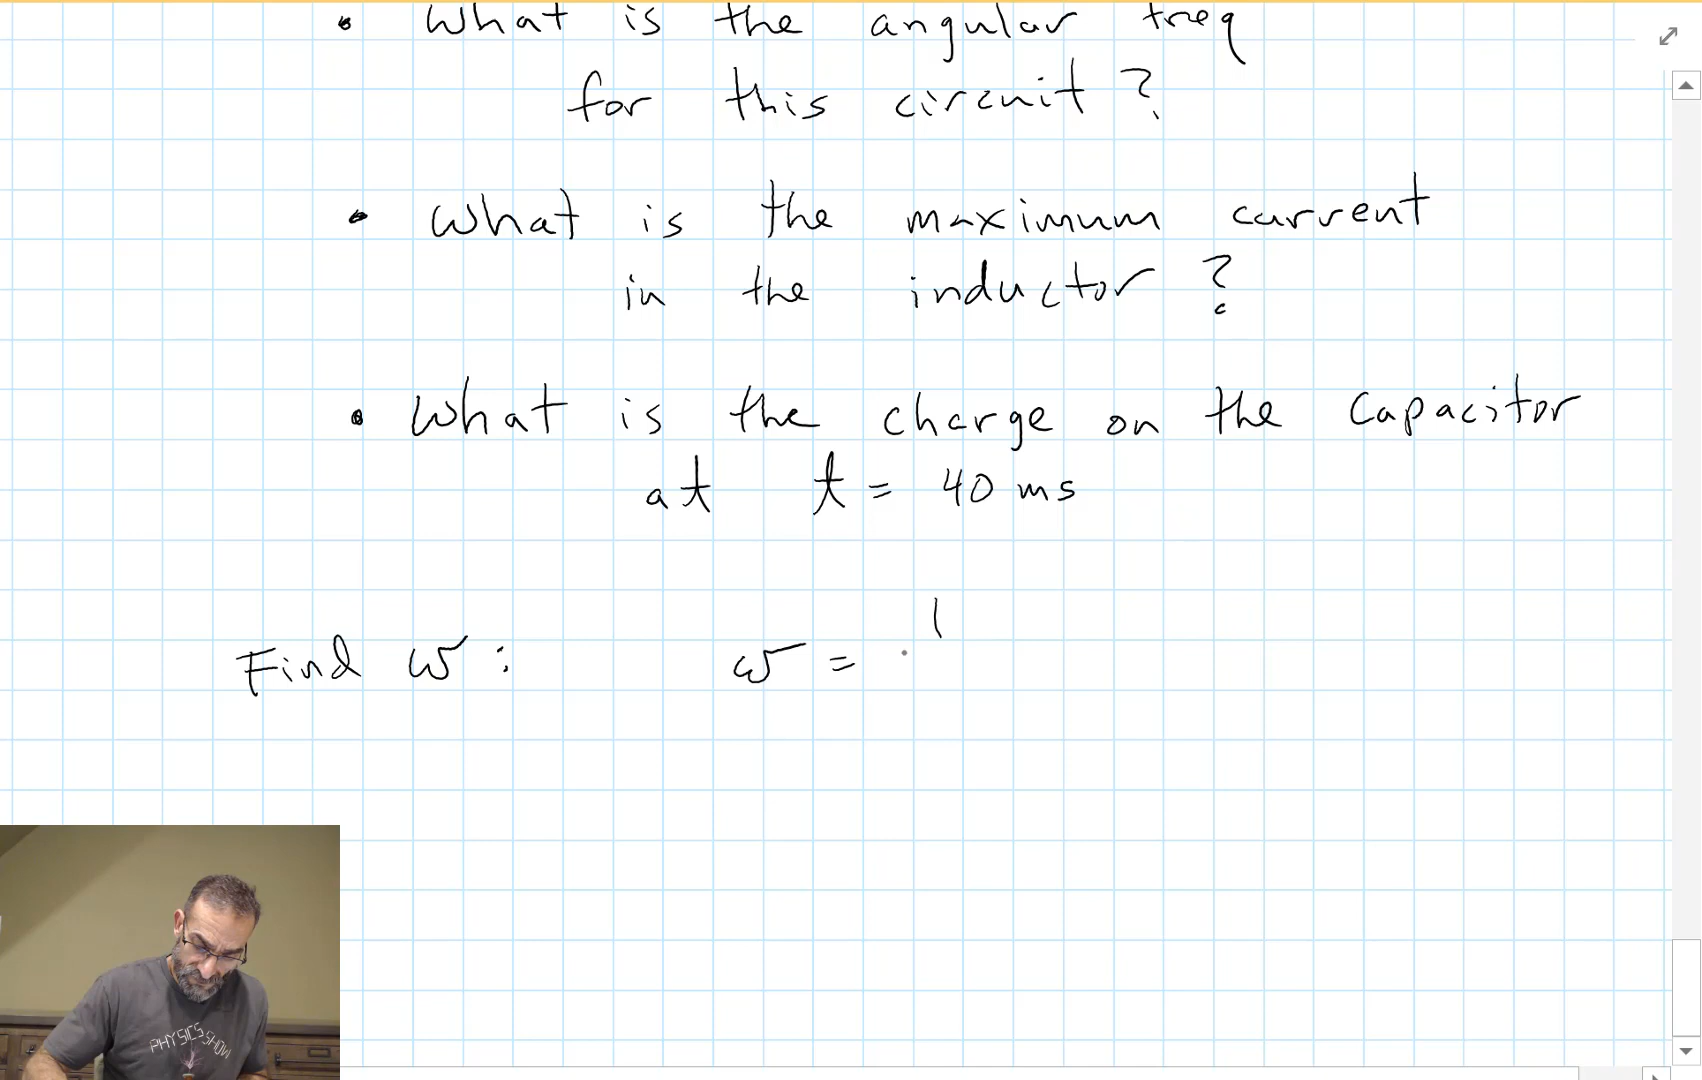 • What is the angular freq
for this circuit ?
• What is the maximum current
in the inductor ?
• What is the charge on the capacitor
at t = 40 ms
Find ω : ω = 1
PHYSICS SHOW